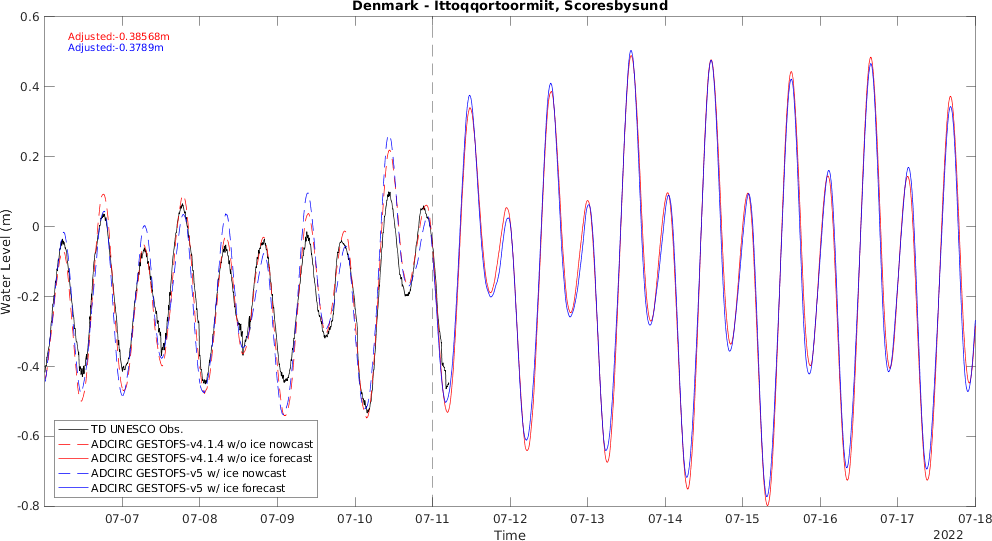 Denmark - Ittoqqortoormiit, Scoresbysund
Adjusted:-0.38568m
Adjusted:-0.3789m
0.6
0.4
0.2
0
-0.2
-0.4
-0.6
-0.8
Water Level (m)
TD UNESCO Obs.
ADCIRC GESTOFS-v4.1.4 w/o ice nowcast
ADCIRC GESTOFS-v4.1.4 w/o ice forecast
ADCIRC GESTOFS-v5 w/ ice nowcast
ADCIRC GESTOFS-v5 w/ ice forecast
07-07 07-08 07-09 07-10 07-11 07-12 07-13 07-14 07-15 07-16 07-17 07-18
Time
2022